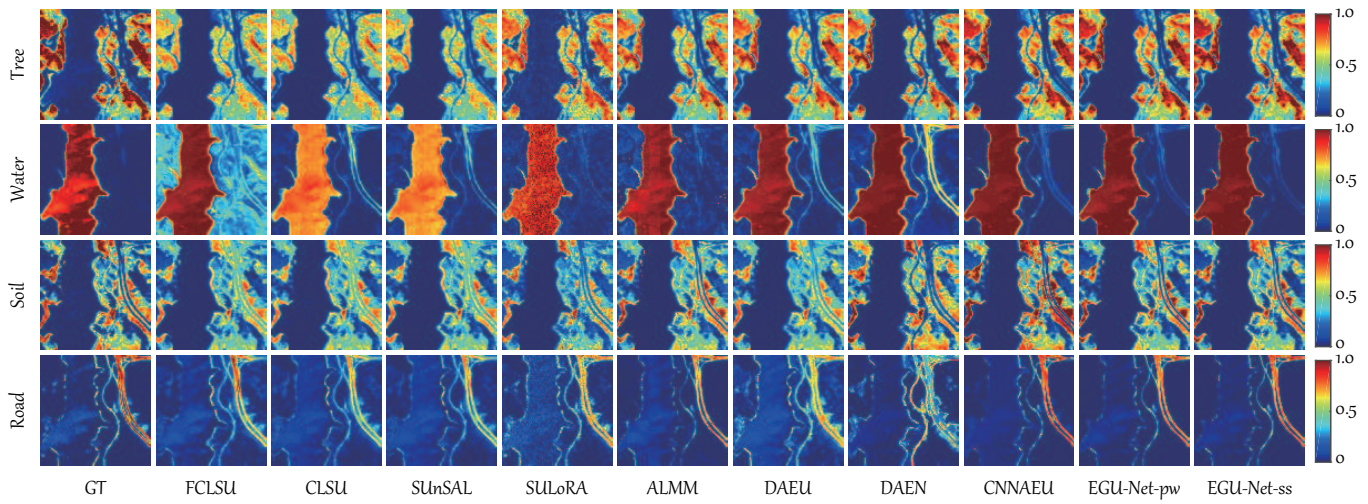 Tree
1.0
0.5
0
Water
1.0
0.5
0
Soil
1.0
0.5
0
Road
1.0
0.5
0
GT FCLSU CLSU SUnSAL SULoRA ALMM DAEU DAEN CNNAEU EGU-Net-pw EGU-Net-ss